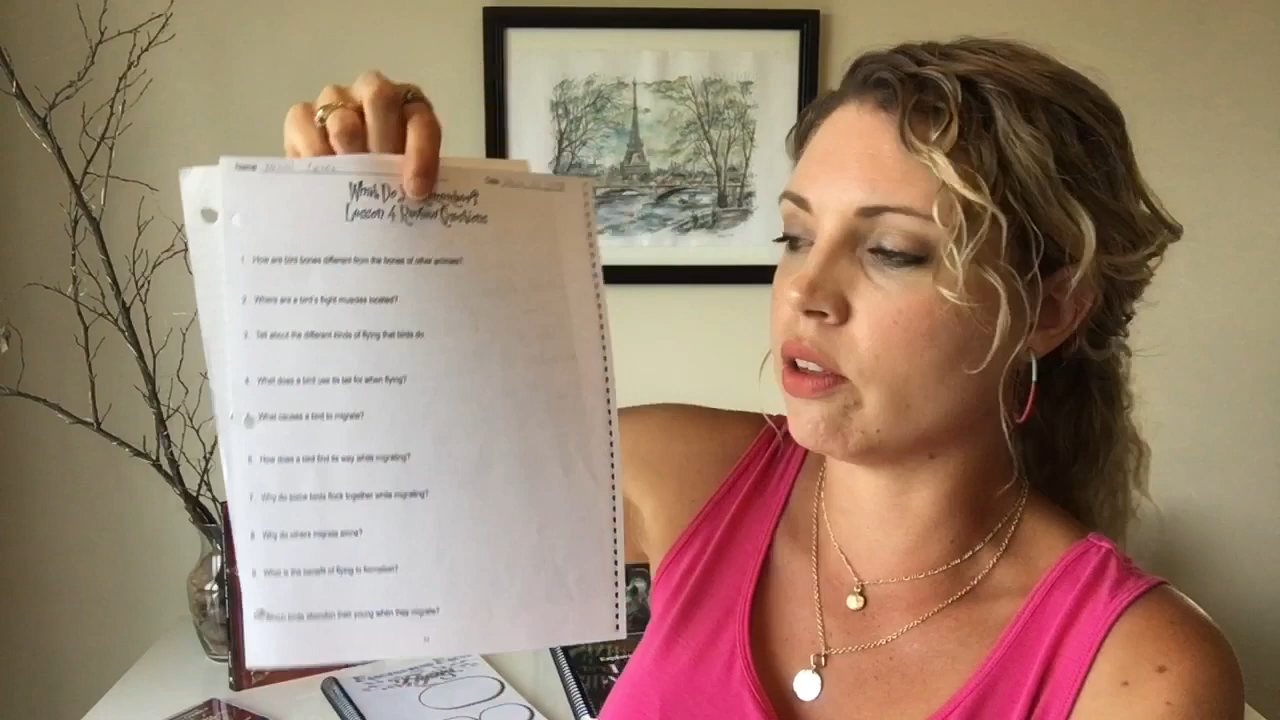 Name
Date
What Do
Lesson 4 Review Questions
1. How are bird bones different from the bones of other animals?
2. Where are a bird's flight muscles located?
3. Tell about the different kinds of flying that birds do.
4. What does a bird use its tail for when flying?
5. What causes a bird to migrate?
6. How does a bird find its way while migrating?
7. Why do some birds flock together while migrating?
8. Why do others migrate alone?
9. What is the benefit of flying in formation?
birds abandon their young when they migrate?